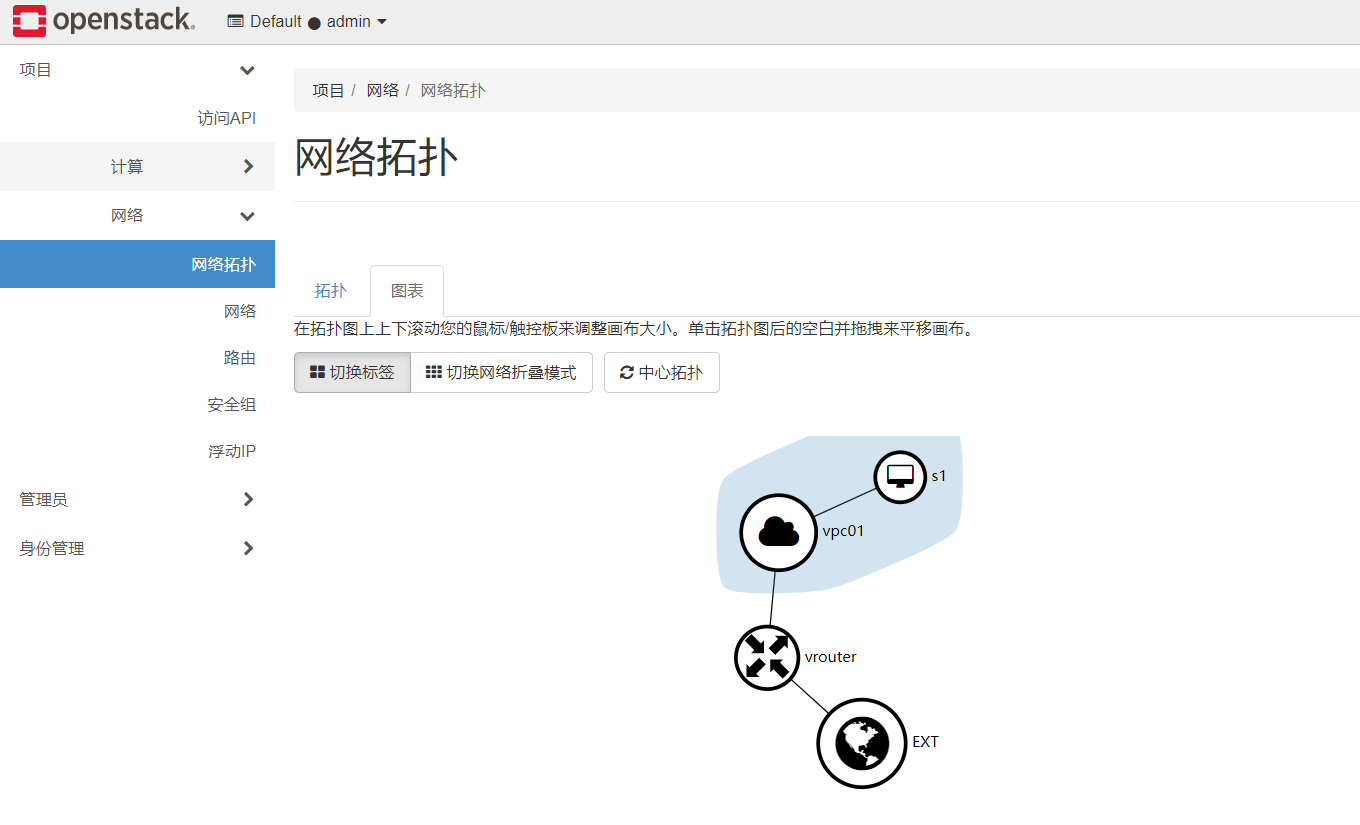 openstack.
Default ● admin
项目
访问API
计算
网络
网络拓扑
网络
路由
安全组
浮动IP
管理员
身份管理
项目 / 网络 / 网络拓扑
网络拓扑
拓扑 图表
在拓扑图上上下滚动您的鼠标/触控板来调整画布大小。单击拓扑图后的空白并拖拽来平移画布。
切换标签 切换网络折叠模式 中心拓扑
s1
vpc01
vrouter
EXT